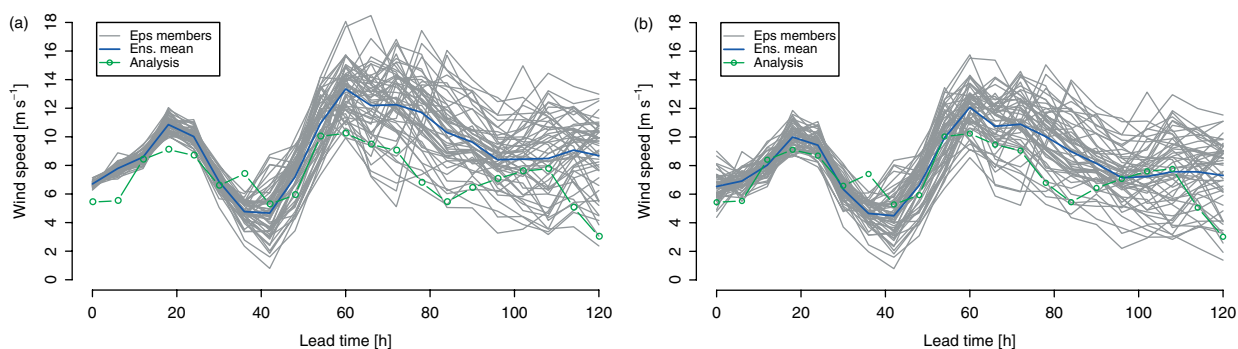 (a)
Wind speed [m s⁻¹]
18
16
14
12
10
8
6
4
2
0
Eps members
Ens. mean
Analysis
0 20 40 60 80 100 120
Lead time [h]
(b)
Wind speed [m s⁻¹]
18
16
14
12
10
8
6
4
2
0
Eps members
Ens. mean
Analysis
0 20 40 60 80 100 120
Lead time [h]